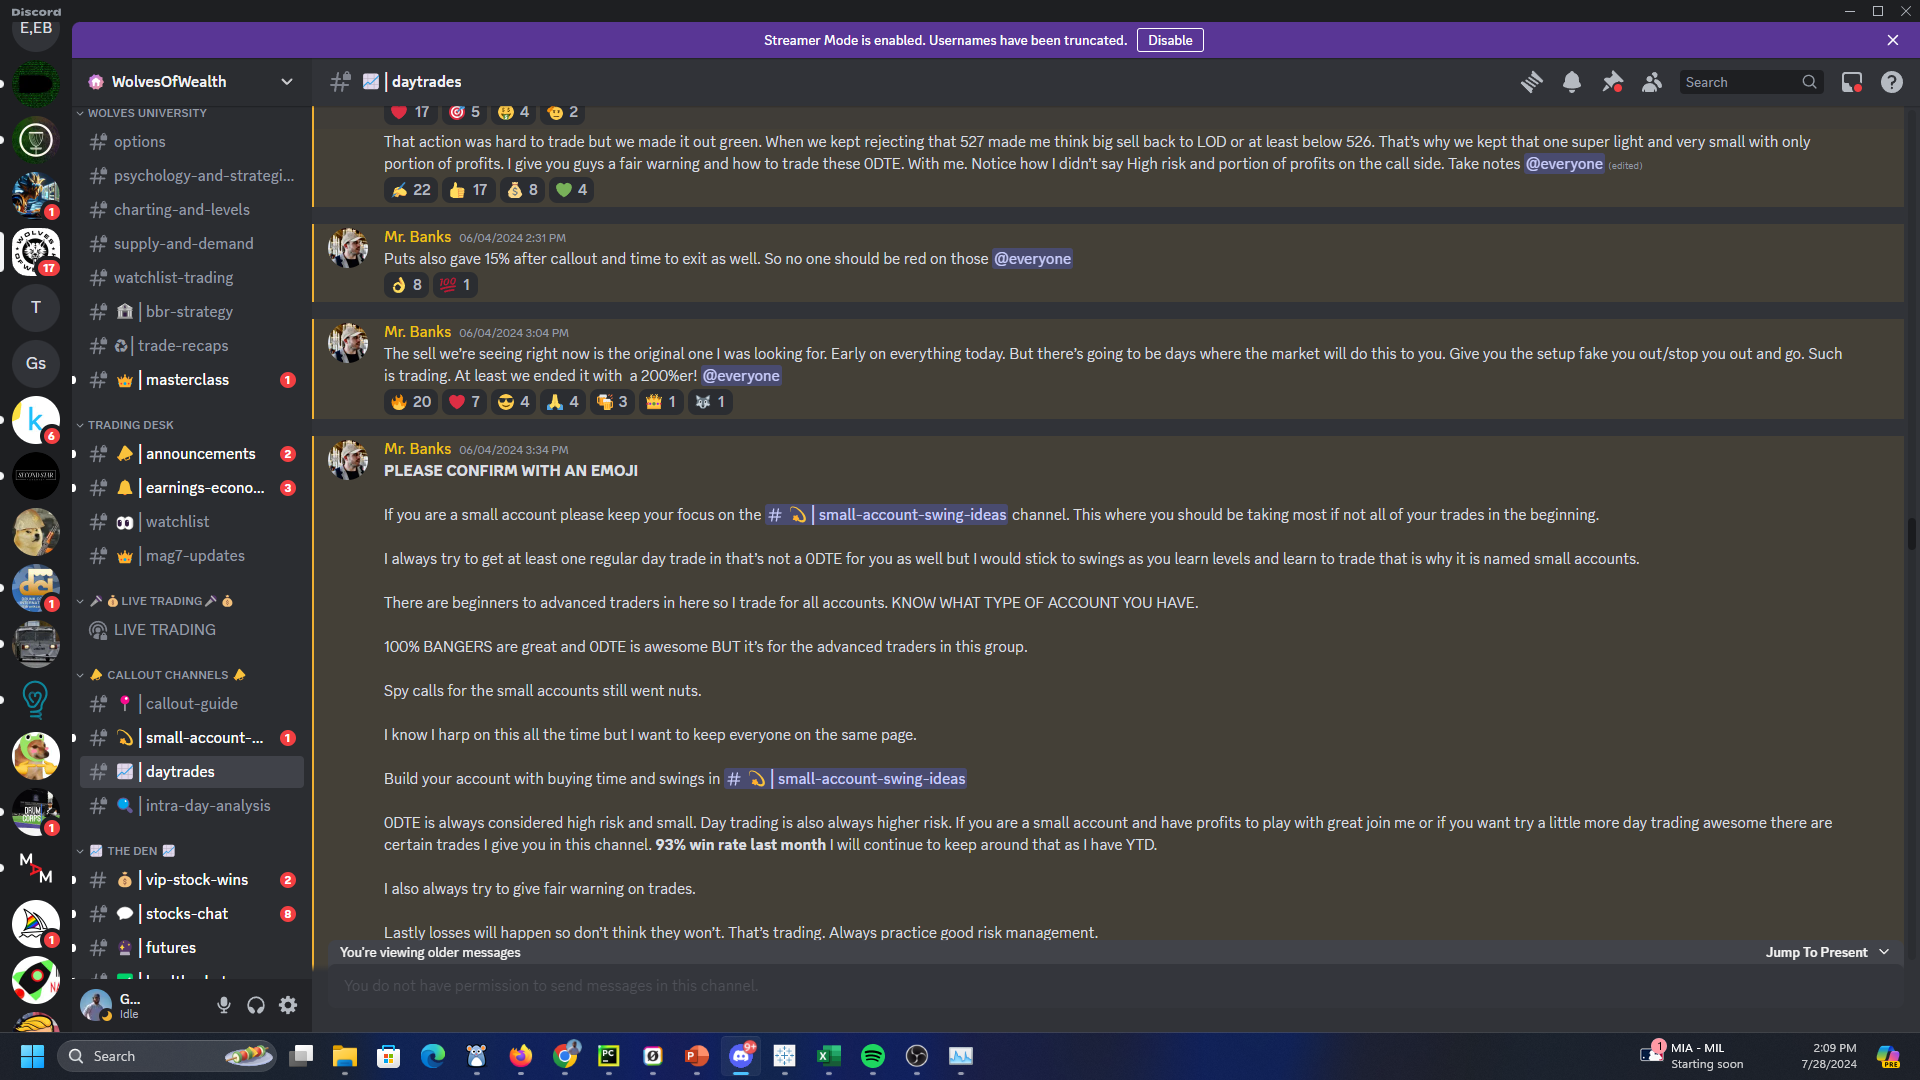 Discord
Streamer Mode is enabled. Usernames have been truncated. Disable
E,EB
1
17
T
Gs
k
6
SECOND STAR
dci
1
DRUM CORPS
1
M A M
1
WolvesOfWealth
WOLVES UNIVERSITY
options
psychology-and-strategi...
charting-and-levels
supply-and-demand
watchlist-trading
| bbr-strategy
| trade-recaps
| masterclass 1
TRADING DESK
| announcements 2
| earnings-econo... 3
| watchlist
| mag7-updates
LIVE TRADING
LIVE TRADING
CALLOUT CHANNELS
| callout-guide
| small-account-... 1
| daytrades
| intra-day-analysis
THE DEN
| vip-stock-wins 2
| stocks-chat 8
| futures
G...
Idle
| daytrades
Search
17 5 4 2
That action was hard to trade but we made it out green. When we kept rejecting that 527 made me think big sell back to LOD or at least below 526. That's why we kept that one super light and very small with only
portion of profits. I give you guys a fair warning and how to trade these 0DTE. With me. Notice how I didn't say High risk and portion of profits on the call side. Take notes @everyone (edited)
22 17 8 4
Mr. Banks 06/04/2024 2:31 PM
Puts also gave 15% after callout and time to exit as well. So no one should be red on those @everyone
8 100 1
Mr. Banks 06/04/2024 3:04 PM
The sell we're seeing right now is the original one I was looking for. Early on everything today. But there's going to be days where the market will do this to you. Give you the setup fake you out/stop you out and go. Such
is trading. At least we ended it with a 200%er! @everyone
20 7 4 4 3 1 1
Mr. Banks 06/04/2024 3:34 PM
PLEASE CONFIRM WITH AN EMOJI
If you are a small account please keep your focus on the # | small-account-swing-ideas channel. This where you should be taking most if not all of your trades in the beginning.
I always try to get at least one regular day trade in that's not a 0DTE for you as well but I would stick to swings as you learn levels and learn to trade that is why it is named small accounts.
There are beginners to advanced traders in here so I trade for all accounts. KNOW WHAT TYPE OF ACCOUNT YOU HAVE.
100% BANGERS are great and 0DTE is awesome BUT it's for the advanced traders in this group.
Spy calls for the small accounts still went nuts.
I know I harp on this all the time but I want to keep everyone on the same page.
Build your account with buying time and swings in # | small-account-swing-ideas
0DTE is always considered high risk and small. Day trading is also always higher risk. If you are a small account and have profits to play with great join me or if you want try a little more day trading awesome there are
certain trades I give you in this channel. 93% win rate last month I will continue to keep around that as I have YTD.
I also always try to give fair warning on trades.
Lastly losses will happen so don't think they won't. That's trading. Always practice good risk management.
You're viewing older messages Jump To Present
You do not have permission to send messages in this channel.
Search
PC
P
9+
X
1
MIA - MIL
Starting soon
2:09 PM
7/28/2024
PRE